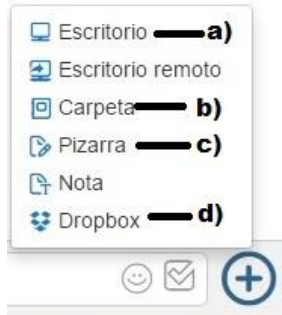 Escritorio a)
Escritorio remoto
Carpeta b)
Pizarra c)
Nota
Dropbox d)